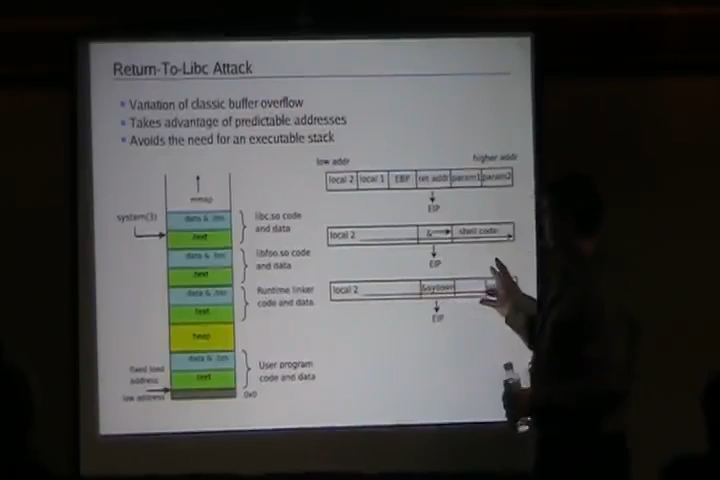 Return-To-Libc Attack
Variation of classic buffer overflow
Takes advantage of predictable addresses
Avoids the need for an executable stack
low addr
higher addr
local 2 local 1 EBP ret addr param1 param2
EIP
mmap
system(3)
data & .bss
.text
libc.so code
and data
local 2 & shell code
EIP
data & .bss
.text
libfoo.so code
and data
data & .bss
.text
Runtime linker
code and data
local 2 &system
EIP
heap
data & .bss
.text
User program
code and data
fixed load
address
low address
0x0